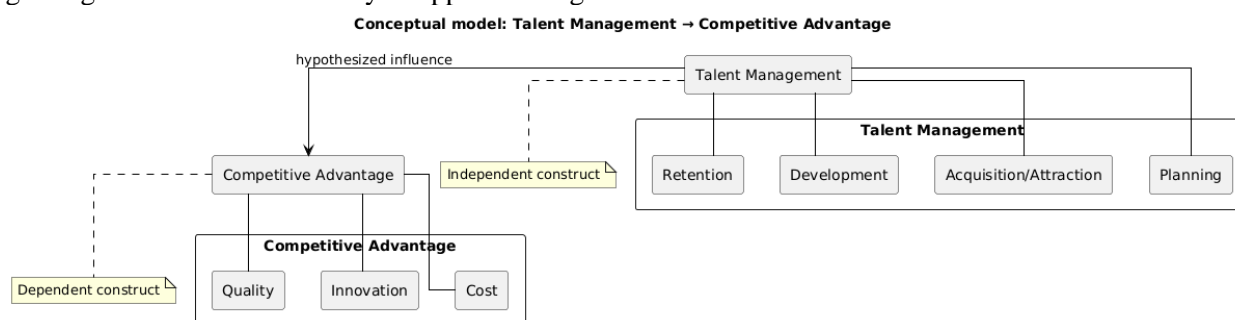 Conceptual model: Talent Management → Competitive Advantage
hypothesized influence
Talent Management
Talent Management
Competitive Advantage
Independent construct
Retention
Development
Acquisition/Attraction
Planning
Competitive Advantage
Dependent construct
Quality
Innovation
Cost